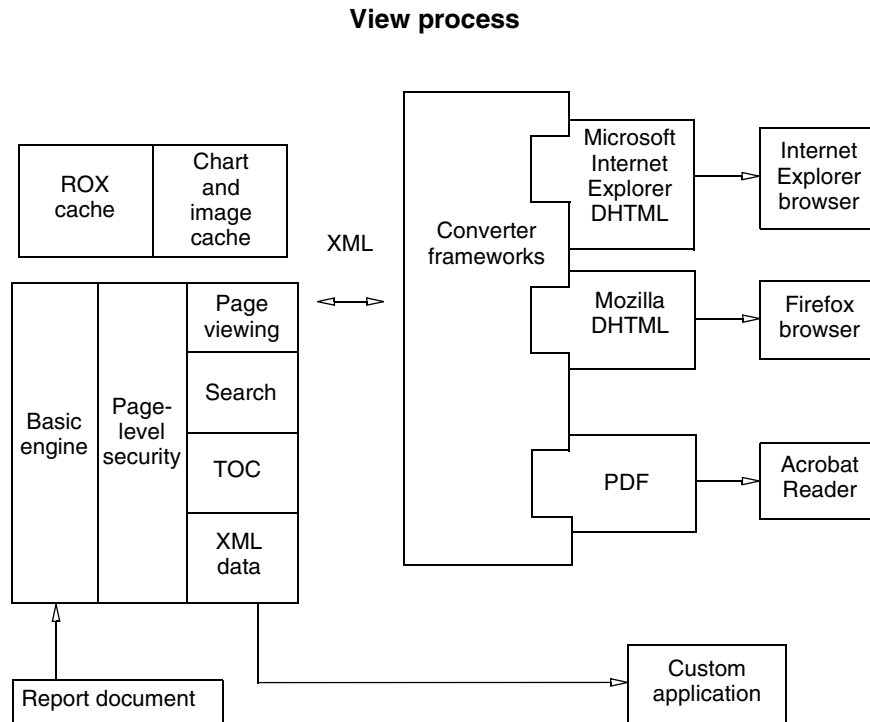 View process
ROX
cache
Chart
and
image
cache
XML
Converter
frameworks
Microsoft
Internet
Explorer
DHTML
Internet
Explorer
browser
Mozilla
DHTML
Firefox
browser
PDF
Acrobat
Reader
Basic
engine
Page-
level
security
Page
viewing
Search
TOC
XML
data
Report document
Custom
application